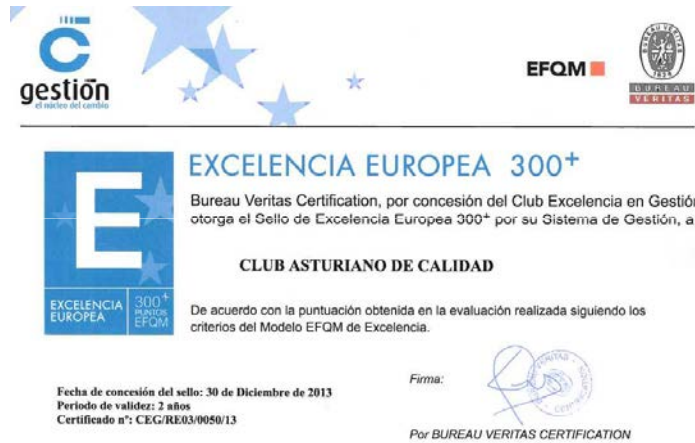 gestión
el núcleo del cambio
EFQM
BUREAU VERITAS
1828
BUREAU
VERITAS
EXCELENCIA EUROPEA 300+
Bureau Veritas Certification, por concesión del Club Excelencia en Gestión
otorga el Sello de Excelencia Europea 300+ por su Sistema de Gestión, a
CLUB ASTURIANO DE CALIDAD
E
EXCELENCIA
EUROPEA
300+
PUNTOS
EFQM
De acuerdo con la puntuación obtenida en la evaluación realizada siguiendo los
criterios del Modelo EFQM de Excelencia.
Fecha de concesión del sello: 30 de Diciembre de 2013
Periodo de validez: 2 años
Certificado nº: CEG/RE03/0050/13
Firma:
Por BUREAU VERITAS CERTIFICATION